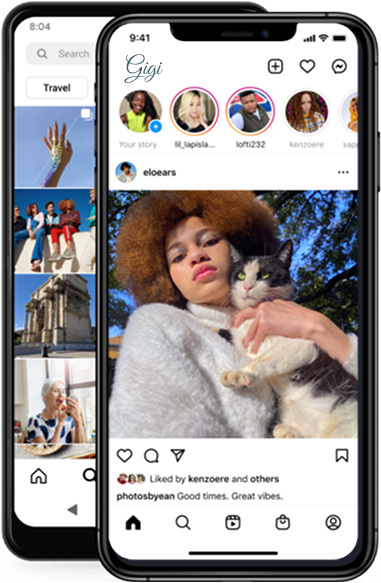 8:04
Search
Travel
9:41
Gigi
Your story
lil_lapisla...
lofti232
kenzoere
sap
eloears
Liked by kenzoere and others
photosbyean Good times. Great vibes.